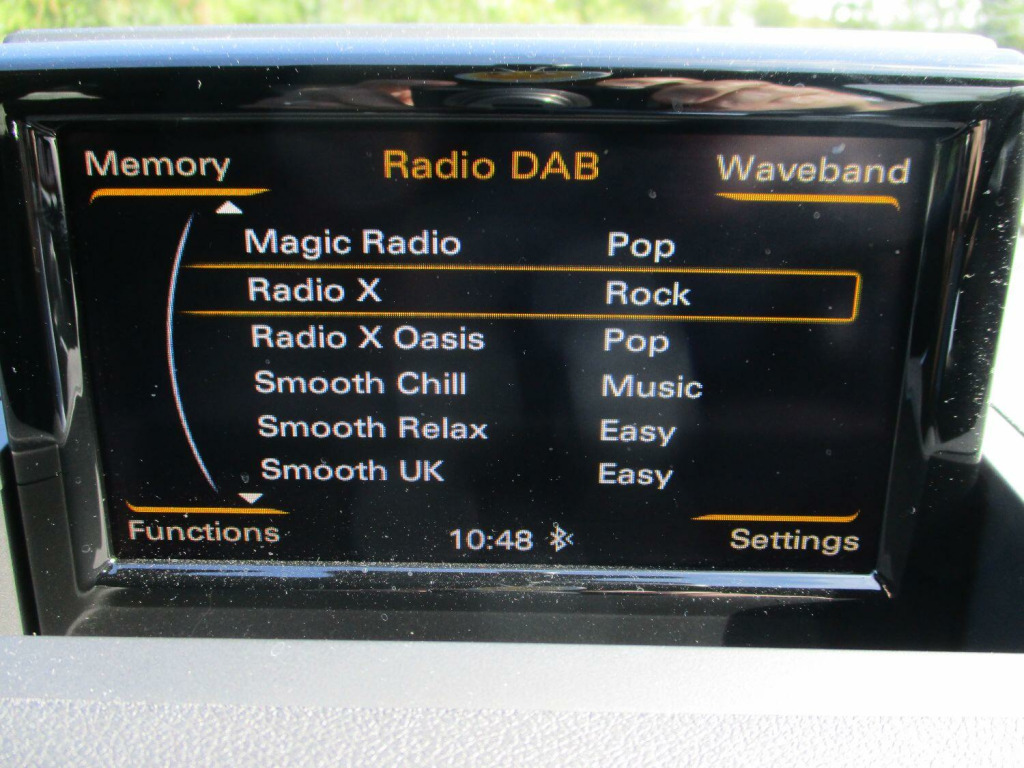 Memory Radio DAB Waveband
Magic Radio Pop
Radio X Rock
Radio X Oasis Pop
Smooth Chill Music
Smooth Relax Easy
Smooth UK Easy
Functions 10:48 Settings